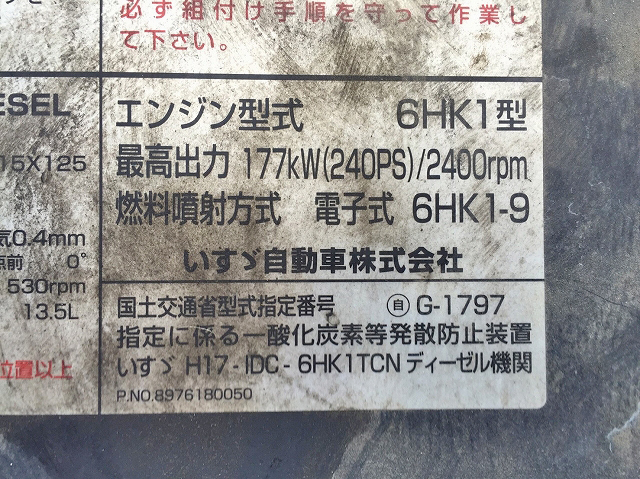 必ず組付け手順を守って作業し
て下さい。
ESEL
15X125
気0.4mm
点前 0°
530rpm
13.5L
位置以上
エンジン型式 6HK1型
最高出力 177kW(240PS)/2400rpm
燃料噴射方式 電子式 6HK1-9
いすゞ自動車株式会社
国土交通省型式指定番号 ㉂ G-1797
指定に係る一酸化炭素等発散防止装置
いすゞ H17-IDC-6HK1TCN ディーゼル機関
P.NO.8976180050